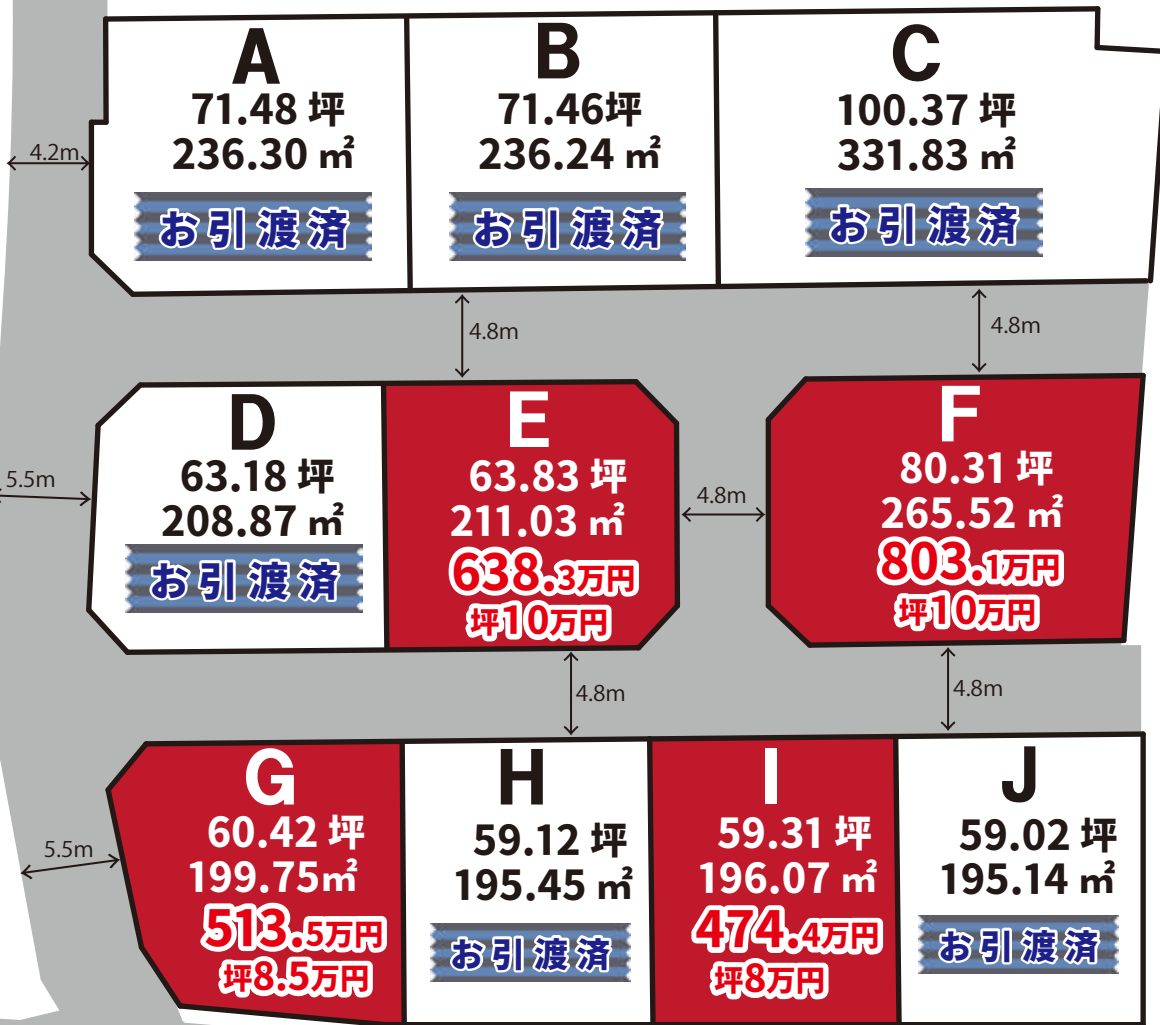 A
71.48 坪
236.30 ㎡
お引渡済
B
71.46坪
236.24 ㎡
お引渡済
C
100.37 坪
331.83 ㎡
お引渡済
4.2m
4.8m
4.8m
D
63.18 坪
208.87 ㎡
お引渡済
E
63.83 坪
211.03 ㎡
638.3万円
坪10万円
F
80.31 坪
265.52 ㎡
803.1万円
坪10万円
5.5m
4.8m
4.8m
4.8m
G
60.42 坪
199.75㎡
513.5万円
坪8.5万円
H
59.12 坪
195.45 ㎡
お引渡済
I
59.31 坪
196.07 ㎡
474.4万円
坪8万円
J
59.02 坪
195.14 ㎡
お引渡済
5.5m